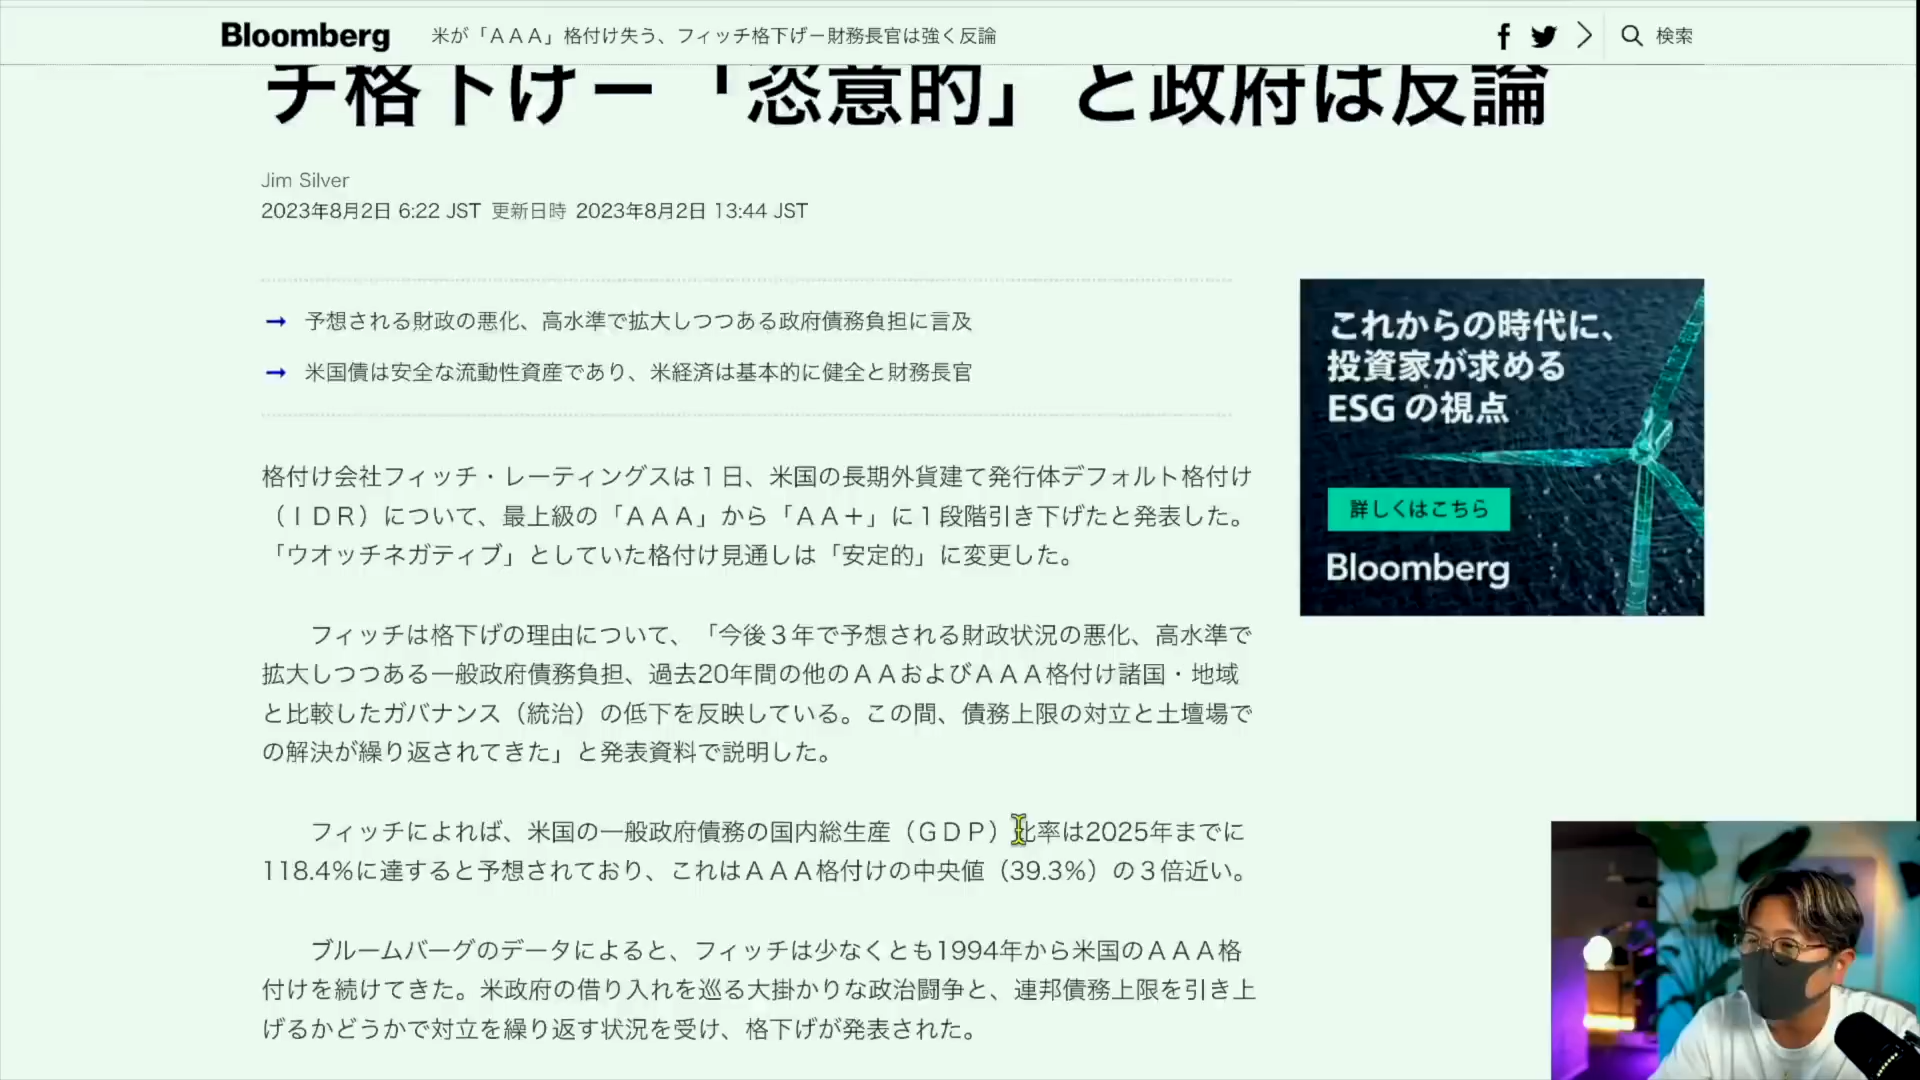 Bloomberg 米が「ＡＡＡ」格付け失う、フィッチ格下げ－財務長官は強く反論 検索
チ格下げ－「恣意的」と政府は反論
Jim Silver
2023年8月2日 6:22 JST 更新日時 2023年8月2日 13:44 JST
→ 予想される財政の悪化、高水準で拡大しつつある政府債務負担に言及
→ 米国債は安全な流動性資産であり、米経済は基本的に健全と財務長官
格付け会社フィッチ・レーティングスは１日、米国の長期外貨建て発行体デフォルト格付け
（ＩＤＲ）について、最上級の「ＡＡＡ」から「ＡＡ＋」に１段階引き下げたと発表した。
「ウオッチネガティブ」としていた格付け見通しは「安定的」に変更した。
フィッチは格下げの理由について、「今後３年で予想される財政状況の悪化、高水準で
拡大しつつある一般政府債務負担、過去20年間の他のＡＡおよびＡＡＡ格付け諸国・地域
と比較したガバナンス（統治）の低下を反映している。この間、債務上限の対立と土壇場で
の解決が繰り返されてきた」と発表資料で説明した。
フィッチによれば、米国の一般政府債務の国内総生産（ＧＤＰ）比率は2025年までに
118.4%に達すると予想されており、これはＡＡＡ格付けの中央値（39.3%）の３倍近い。
ブルームバーグのデータによると、フィッチは少なくとも1994年から米国のＡＡＡ格
付けを続けてきた。米政府の借り入れを巡る大掛かりな政治闘争と、連邦債務上限を引き上
げるかどうかで対立を繰り返す状況を受け、格下げが発表された。
これからの時代に、
投資家が求める
ESG の視点
詳しくはこちら
Bloomberg